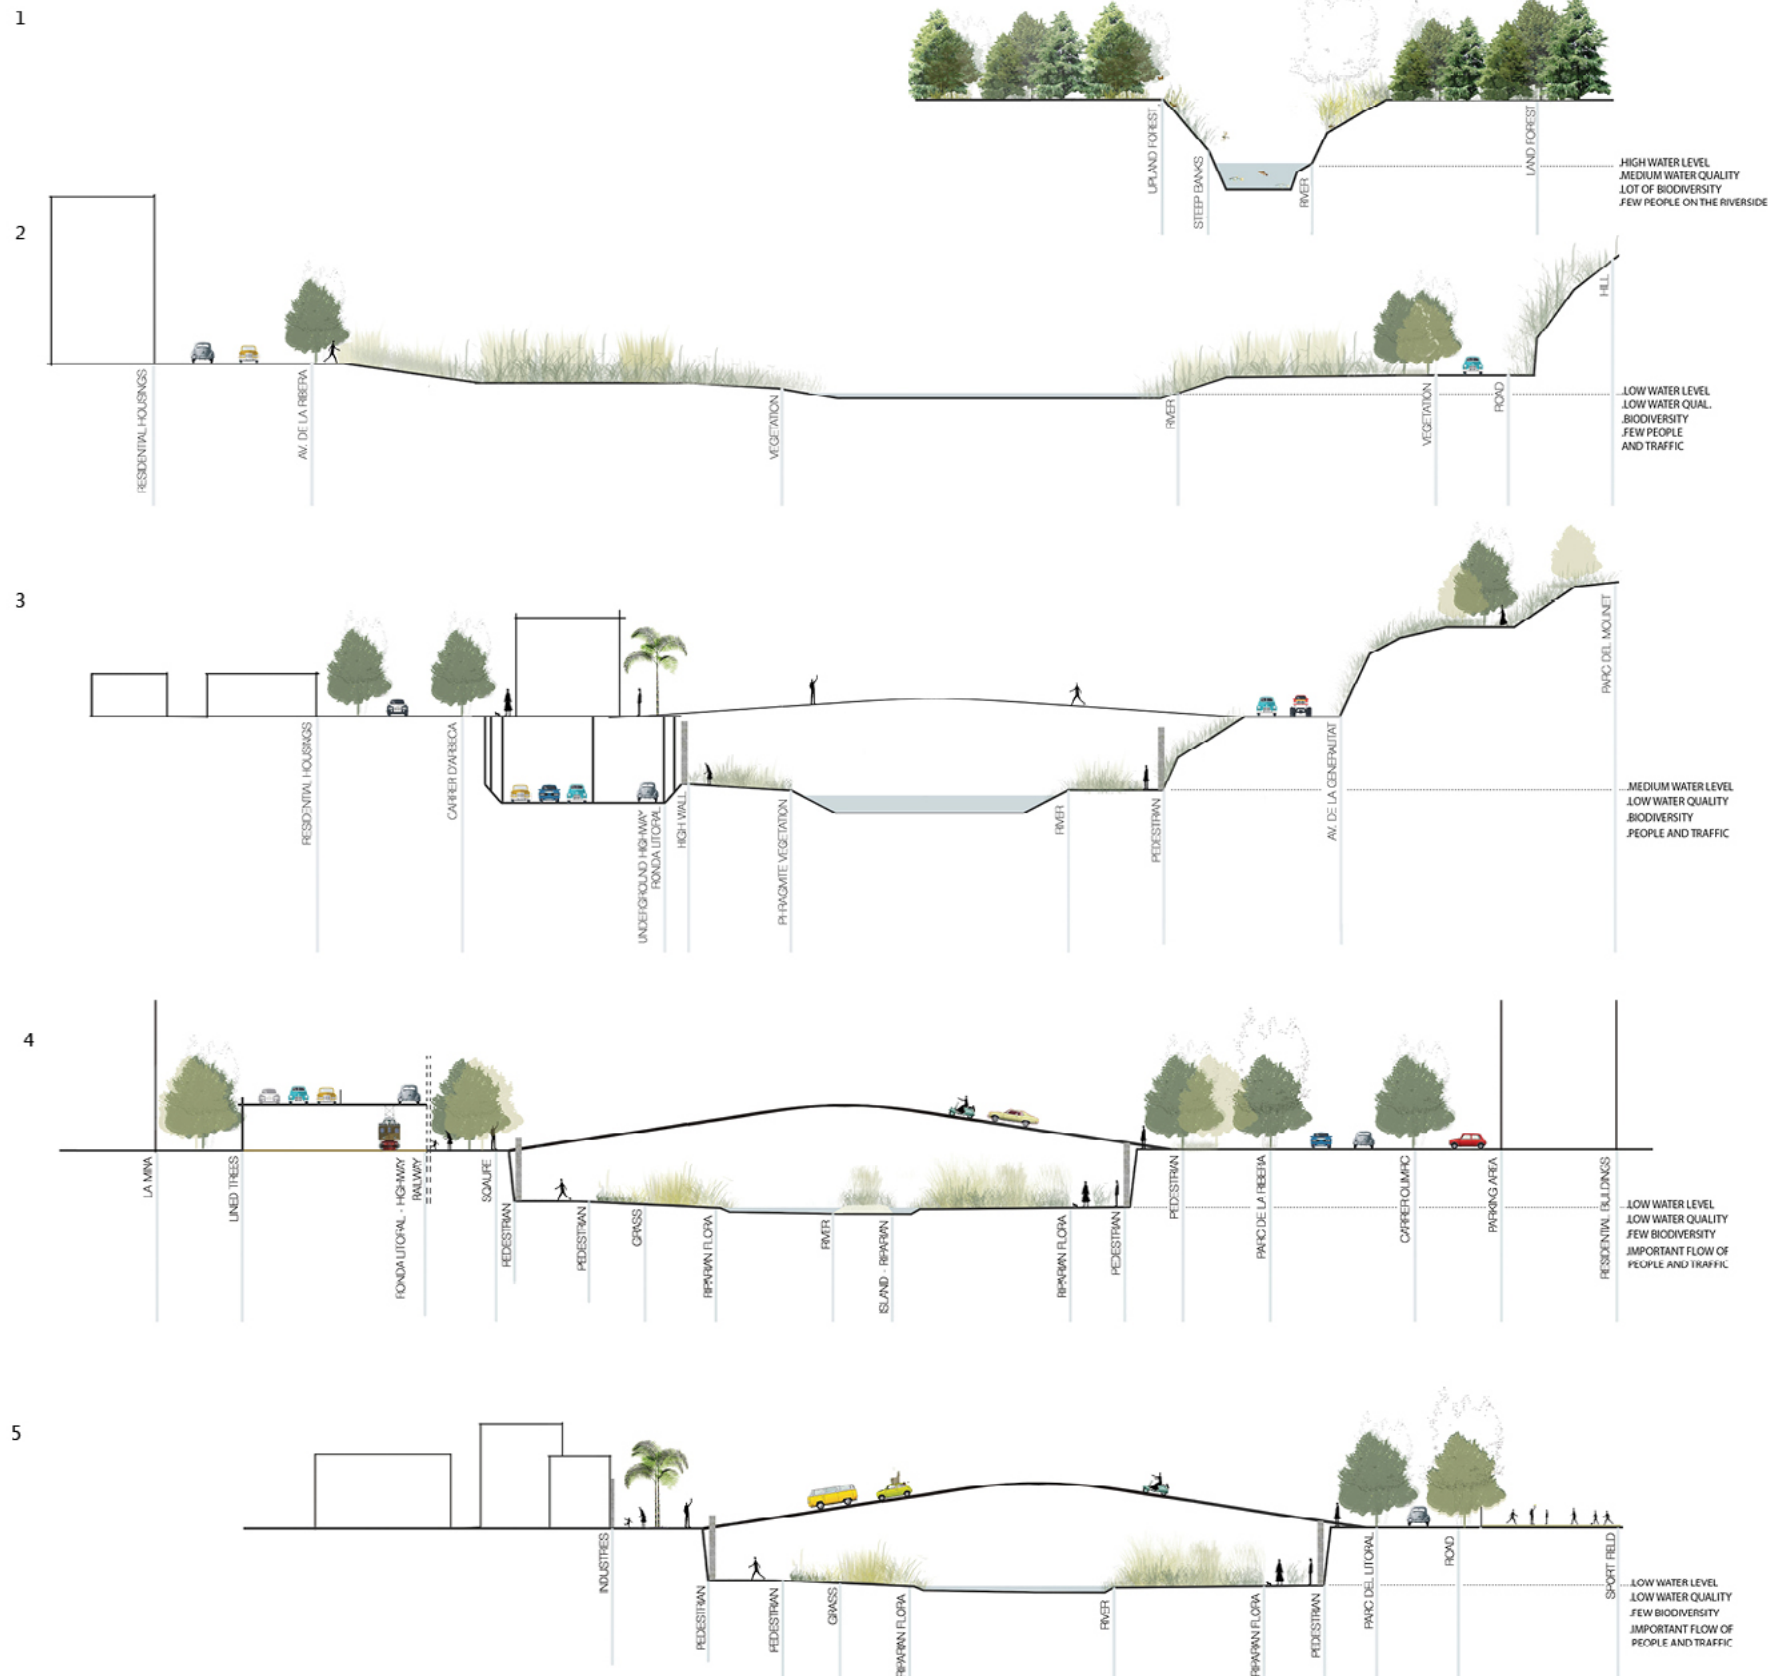 1
UPLAND FOREST
STEEP BANKS
RIVER
LAND FOREST
.HIGH WATER LEVEL
.MEDIUM WATER QUALITY
.LOT OF BIODIVERSITY
.FEW PEOPLE ON THE RIVERSIDE
2
RESIDENTIAL HOUSINGS
AV. DE LA RIBERA
VEGETATION
RIVER
VEGETATION
ROAD
HILL
.LOW WATER LEVEL
.LOW WATER QUAL.
.BIODIVERSITY
.FEW PEOPLE
AND TRAFFIC
3
RESIDENTIAL HOUSINGS
CARRER D'ARBECA
UNDERGROUND HIGHWAY
RONDA LITORAL
HIGH WALL
PHRAGMITE VEGETATION
RIVER
PEDESTRIAN
AV. DE LA GENERALITAT
PARC DEL MOLINET
.MEDIUM WATER LEVEL
.LOW WATER QUALITY
.BIODIVERSITY
.PEOPLE AND TRAFFIC
4
LA MINA
LINED TREES
RONDA LITORAL - HIGHWAY
RAILWAY
SQAURE
PEDESTRIAN
PEDESTRIAN
GRASS
RIPARIAN FLORA
RIVER
ISLAND - RIPARIAN
RIPARIAN FLORA
PEDESTRIAN
PEDESTRIAN
PARC DE LA RIBERIA
CARRER OLIMPIC
PARKING AREA
RESIDENTIAL BUILDINGS
.LOW WATER LEVEL
.LOW WATER QUALITY
.FEW BIODIVERSITY
.IMPORTANT FLOW OF
PEOPLE AND TRAFFIC
5
INDUSTRIES
PEDESTRIAN
PEDESTRIAN
GRASS
RIPARIAN FLORA
RIVER
RIPARIAN FLORA
PEDESTRIAN
PARC DEL LITORAL
ROAD
SPORT FIELD
.LOW WATER LEVEL
.LOW WATER QUALITY
.FEW BIODIVERSITY
.IMPORTANT FLOW OF
PEOPLE AND TRAFFIC